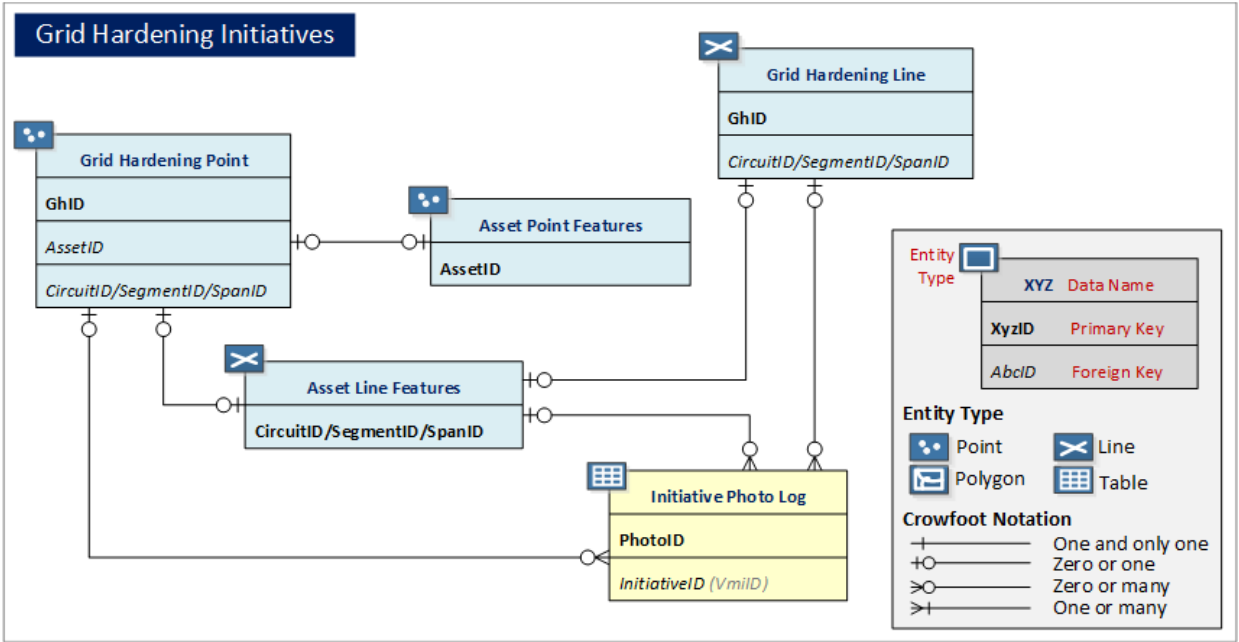 Grid Hardening Initiatives
Grid Hardening Line
GhID
CircuitID/SegmentID/SpanID
Grid Hardening Point
GhID
AssetID
CircuitID/SegmentID/SpanID
Asset Point Features
AssetID
Asset Line Features
CircuitID/SegmentID/SpanID
Initiative Photo Log
PhotoID
InitiativeID (VmiID)
Entity
Type
XYZ Data Name
XyzID Primary Key
AbcID Foreign Key
Entity Type
Point Line
Polygon Table
Crowfoot Notation
One and only one
Zero or one
Zero or many
One or many